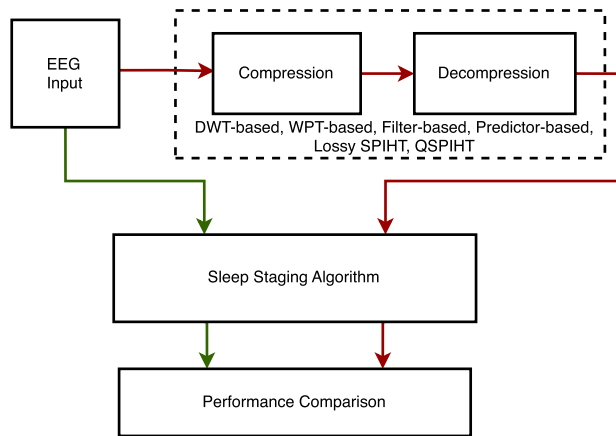 EEG
Input
Compression
Decompression
DWT-based, WPT-based, Filter-based, Predictor-based,
Lossy SPIHT, QSPIHT
Sleep Staging Algorithm
Performance Comparison